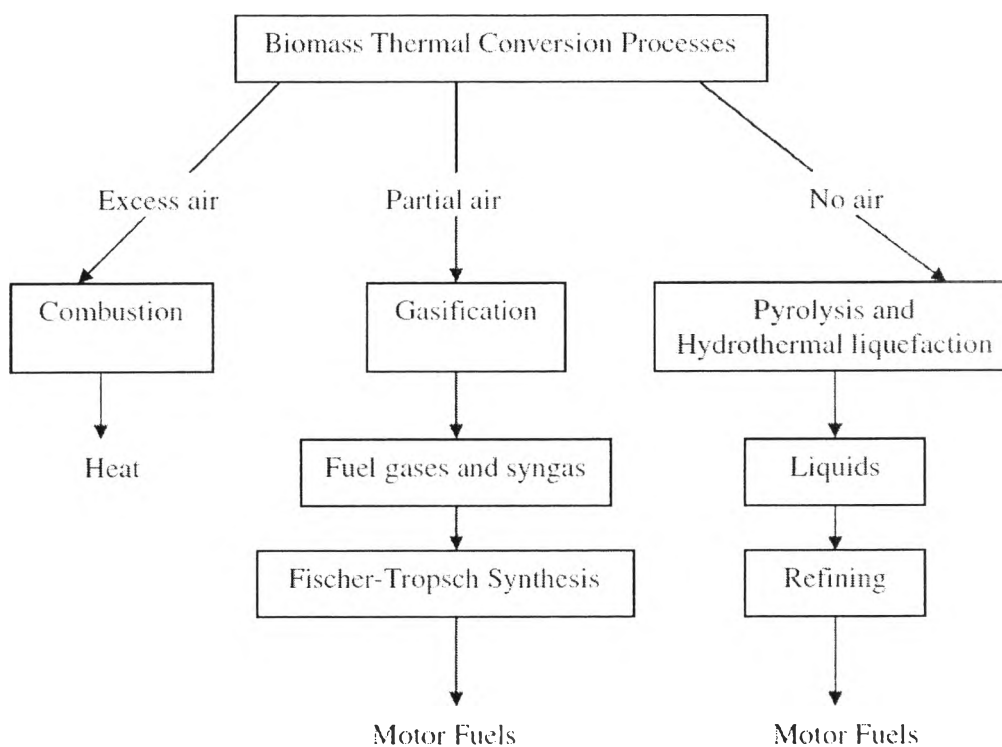 Biomass Thermal Conversion Processes
Excess air
Partial air
No air
Combustion
Gasification
Pyrolysis and
Hydrothermal liquefaction
Heat
Fuel gases and syngas
Liquids
Fischer-Tropsch Synthesis
Refining
Motor Fuels
Motor Fuels